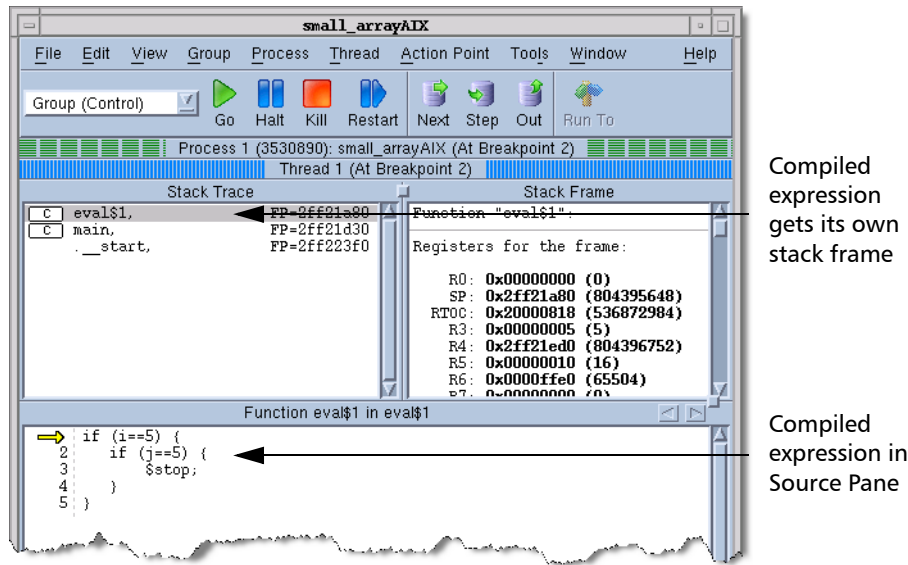 small_arrayAIX
File Edit View Group Process Thread Action Point Tools Window Help
Group (Control)
Go Halt Kill Restart Next Step Out Run To
Process 1 (3530890): small_arrayAIX (At Breakpoint 2)
Thread 1 (At Breakpoint 2)
Stack Trace
C eval$1, FP=2ff21a80
C main, FP=2ff21d30
.__start, FP=2ff223f0
Stack Frame
Function "eval$1":
Registers for the frame:
R0: 0x00000000 (0)
SP: 0x2ff21a80 (804395648)
RTOC: 0x20000818 (536872984)
R3: 0x00000005 (5)
R4: 0x2ff21ed0 (804396752)
R5: 0x00000010 (16)
R6: 0x0000ffe0 (65504)
R7: 0x00000000 (0)
Compiled
expression
gets its own
stack frame
Function eval$1 in eval$1
if (i==5) {
2 if (j==5) {
3 $stop;
4 }
5 }
Compiled
expression in
Source Pane